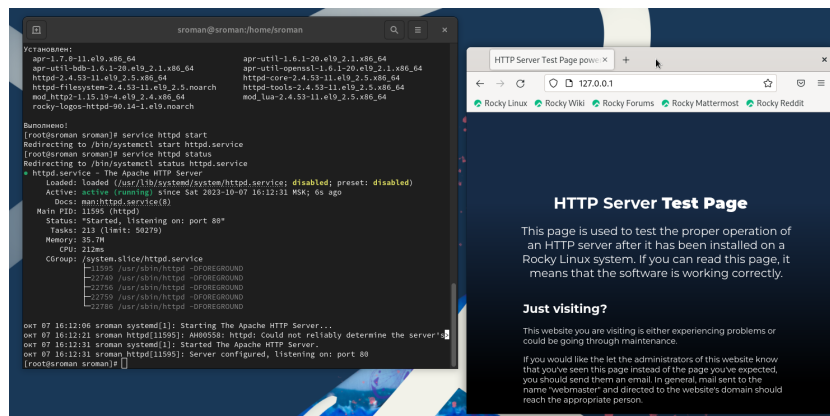 sroman@sroman:/home/sroman
Установлен:
apr-1.7.0-11.el9.x86_64 apr-util-1.6.1-20.el9_2.1.x86_64
apr-util-bdb-1.6.1-20.el9_2.1.x86_64 apr-util-openssl-1.6.1-20.el9_2.1.x86_64
httpd-2.4.53-11.el9_2.5.x86_64 httpd-core-2.4.53-11.el9_2.5.x86_64
httpd-filesystem-2.4.53-11.el9_2.5.noarch httpd-tools-2.4.53-11.el9_2.5.x86_64
mod_http2-1.15.19-4.el9_2.4.x86_64 mod_lua-2.4.53-11.el9_2.5.x86_64
rocky-logos-httpd-90.14-1.el9.noarch
Выполнено!
[root@sroman sroman]# service httpd start
Redirecting to /bin/systemctl start httpd.service
[root@sroman sroman]# service httpd status
Redirecting to /bin/systemctl status httpd.service
● httpd.service - The Apache HTTP Server
Loaded: loaded (/usr/lib/systemd/system/httpd.service; disabled; preset: disabled)
Active: active (running) since Sat 2023-10-07 16:12:31 MSK; 6s ago
Docs: man:httpd.service(8)
Main PID: 11595 (httpd)
Status: "Started, listening on: port 80"
Tasks: 213 (limit: 50279)
Memory: 35.7M
CPU: 212ms
CGroup: /system.slice/httpd.service
├─11595 /usr/sbin/httpd -DFOREGROUND
├─22749 /usr/sbin/httpd -DFOREGROUND
├─22756 /usr/sbin/httpd -DFOREGROUND
├─22759 /usr/sbin/httpd -DFOREGROUND
└─22786 /usr/sbin/httpd -DFOREGROUND
окт 07 16:12:06 sroman systemd[1]: Starting The Apache HTTP Server...
окт 07 16:12:21 sroman httpd[11595]: AH00558: httpd: Could not reliably determine the server's>
окт 07 16:12:31 sroman systemd[1]: Started The Apache HTTP Server.
окт 07 16:12:31 sroman httpd[11595]: Server configured, listening on: port 80
[root@sroman sroman]#
HTTP Server Test Page powe
127.0.0.1
Rocky Linux Rocky Wiki Rocky Forums Rocky Mattermost Rocky Reddit
HTTP Server Test Page
This page is used to test the proper operation of
an HTTP server after it has been installed on a
Rocky Linux system. If you can read this page, it
means that the software is working correctly.
Just visiting?
This website you are visiting is either experiencing problems or
could be going through maintenance.
If you would like the let the administrators of this website know
that you've seen this page instead of the page you've expected,
you should send them an email. In general, mail sent to the
name "webmaster" and directed to the website's domain should
reach the appropriate person.